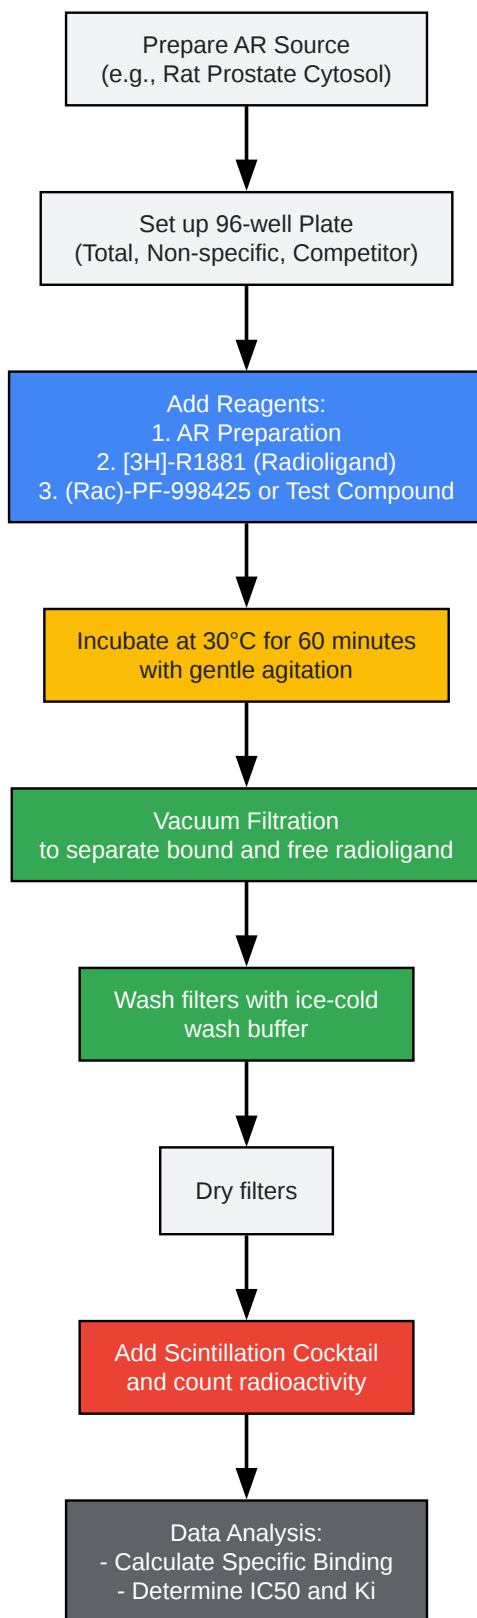 Prepare AR Source
(e.g., Rat Prostate Cytosol)
Set up 96-well Plate
(Total, Non-specific, Competitor)
Add Reagents:
1. AR Preparation
2. [3H]-R1881 (Radioligand)
3. (Rac)-PF-998425 or Test Compound
Incubate at 30°C for 60 minutes
with gentle agitation
Vacuum Filtration
to separate bound and free radioligand
Wash filters with ice-cold
wash buffer
Dry filters
Add Scintillation Cocktail
and count radioactivity
Data Analysis:
- Calculate Specific Binding
- Determine IC50 and Ki